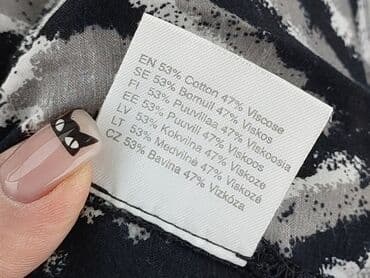 EN 53% Cotton 47% Viscose
SE 53% Bomull 47% Viskos
FI 53% Puuvillaa 47% Viskoosia
EE 53% Puuvill 47% Viskoos
LV 53% Kokvilna 47% Viskoze
LT 53% Medvilnė 47% Viskozė
CZ 53% Bavlna 47% Vizkóza